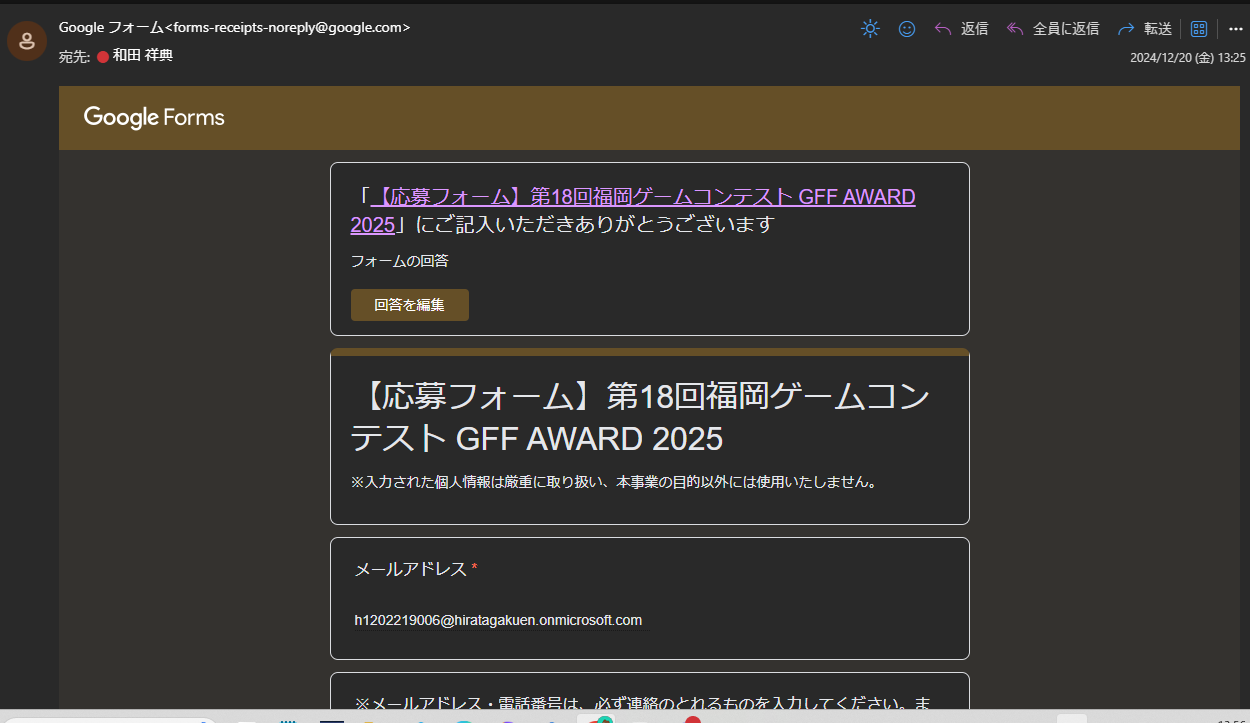 Google フォーム<forms-receipts-noreply@google.com>
宛先: 和田 祥典
返信
全員に返信
転送
2024/12/20 (金) 13:25
Google Forms
「【応募フォーム】第18回福岡ゲームコンテスト GFF AWARD
2025」にご記入いただきありがとうございます
フォームの回答
回答を編集
【応募フォーム】第18回福岡ゲームコン
テスト GFF AWARD 2025
※入力された個人情報は厳重に取り扱い、本事業の目的以外には使用いたしません。
メールアドレス *
h1202219006@hiratagakuen.onmicrosoft.com
※メールアドレス・電話番号は、必ず連絡のとれるものを入力してください。ま